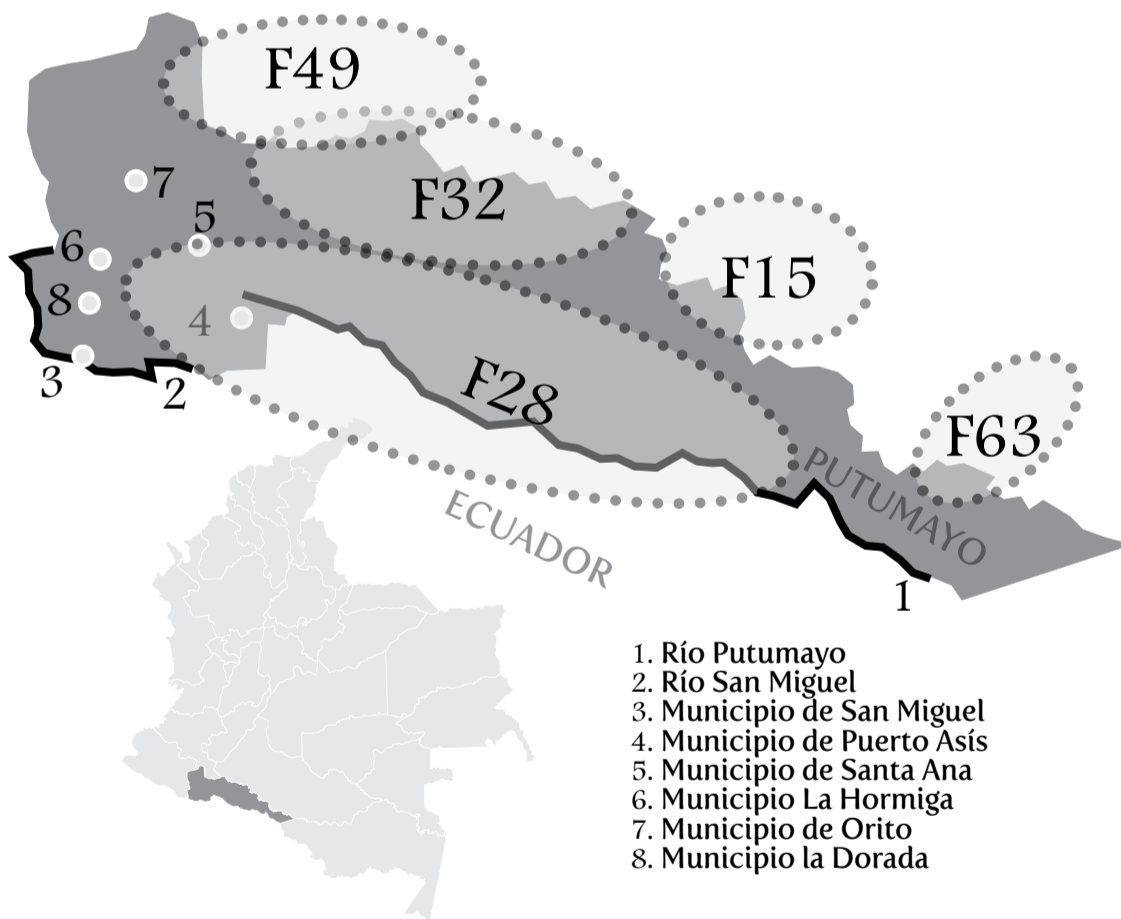 F49
7
F32
5
6
F15
8
4
F28
3
2
F63
PUTUMAYO
ECUADOR
1
1. Río Putumayo
2. Río San Miguel
3. Municipio de San Miguel
4. Municipio de Puerto Asís
5. Municipio de Santa Ana
6. Municipio La Hormiga
7. Municipio de Orito
8. Municipio la Dorada